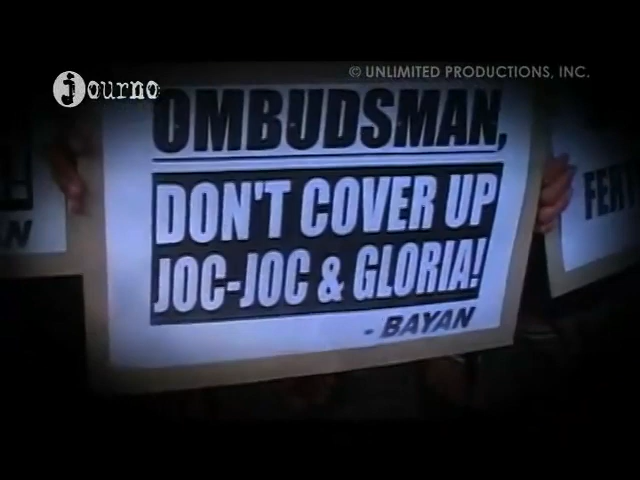 journo
© UNLIMITED PRODUCTIONS, INC.
OMBUDSMAN,
DON'T COVER UP
JOC-JOC & GLORIA!
- BAYAN